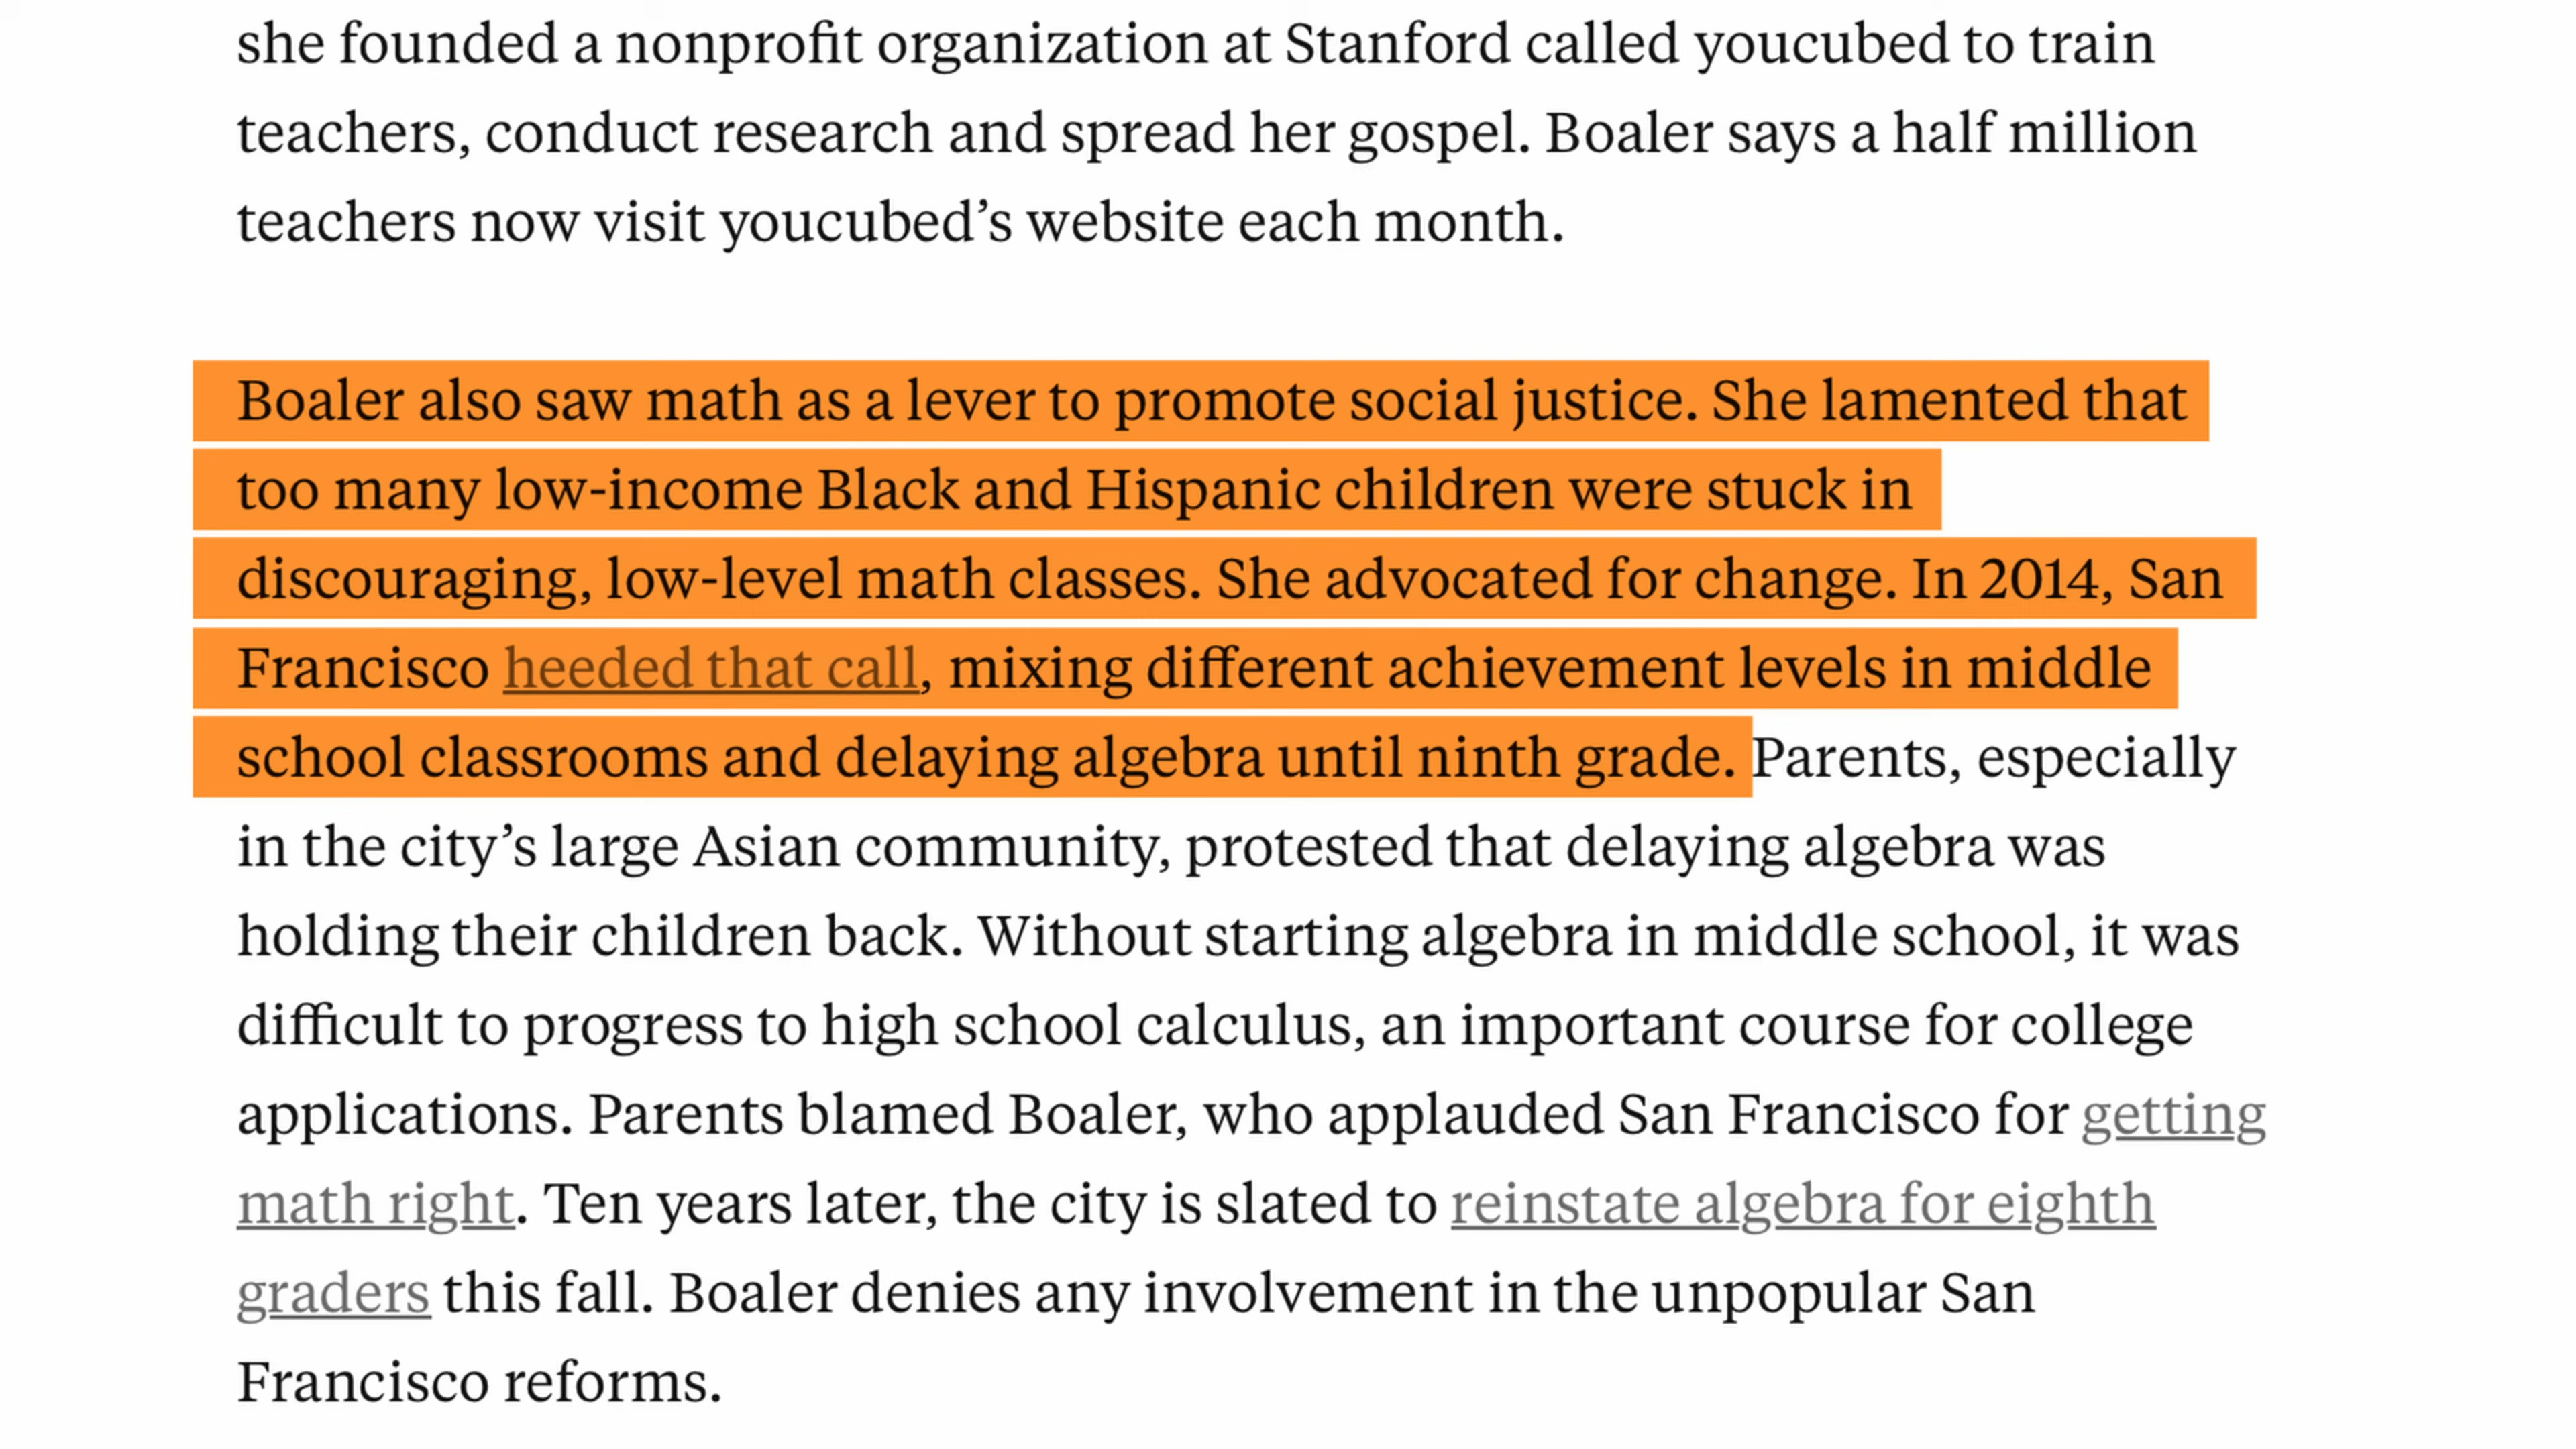 she founded a nonprofit organization at Stanford called youcubed to train
teachers, conduct research and spread her gospel. Boaler says a half million
teachers now visit youcubed’s website each month.
Boaler also saw math as a lever to promote social justice. She lamented that
too many low-income Black and Hispanic children were stuck in
discouraging, low-level math classes. She advocated for change. In 2014, San
Francisco heeded that call, mixing different achievement levels in middle
school classrooms and delaying algebra until ninth grade. Parents, especially
in the city’s large Asian community, protested that delaying algebra was
holding their children back. Without starting algebra in middle school, it was
difficult to progress to high school calculus, an important course for college
applications. Parents blamed Boaler, who applauded San Francisco for getting
math right. Ten years later, the city is slated to reinstate algebra for eighth
graders this fall. Boaler denies any involvement in the unpopular San
Francisco reforms.